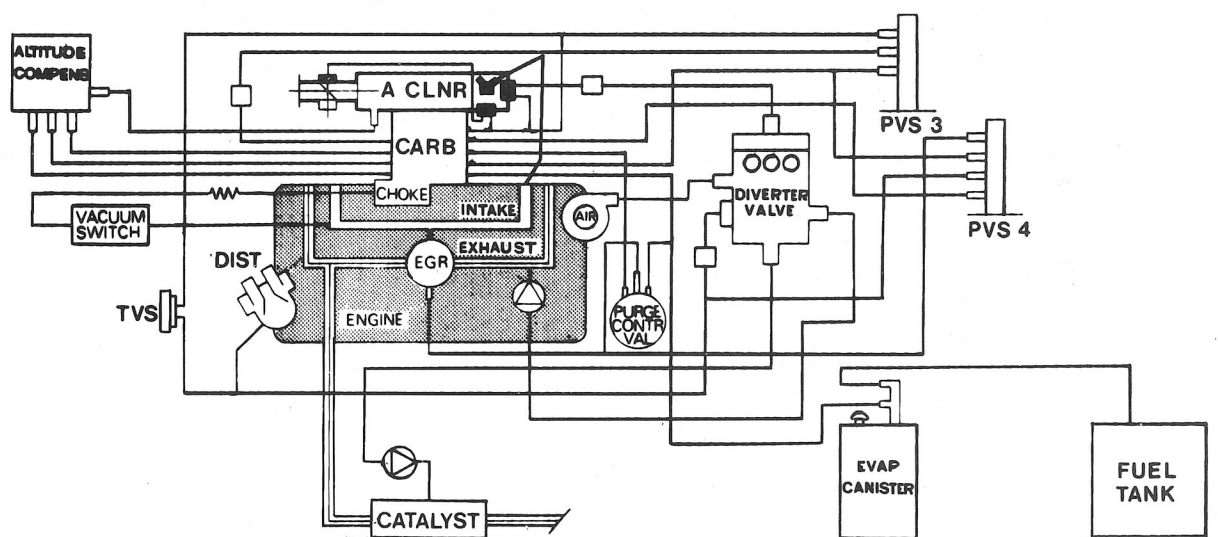 ALTITUDE
COMPENS
A CLNR
CARB
CHOKE
PVS 3
PVS 4
DIVERTER
VALVE
VACUUM
SWITCH
INTAKE
AIR
EXHAUST
DIST
EGR
TVS
ENGINE
PURGE
CONTR
VAL
EVAP
CANISTER
FUEL
TANK
CATALYST